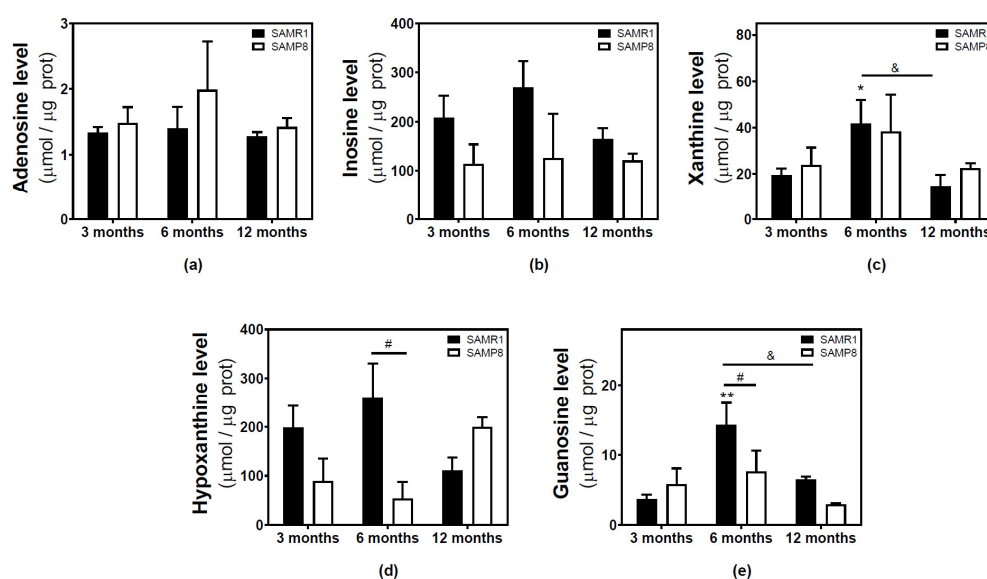 Adenosine level
(μmol / μg prot)
3
2
1
0
SAMR1
SAMP8
3 months 6 months 12 months
(a)
Inosine level
(μmol / μg prot)
400
300
200
100
0
SAMR1
SAMP8
3 months 6 months 12 months
(b)
Xanthine level
(μmol / μg prot)
80
60
40
20
0
SAMR
SAMP8
&
*
3 months 6 months 12 months
(c)
Hypoxanthine level
(μmol / μg prot)
400
300
200
100
0
SAMR1
SAMP8
#
3 months 6 months 12 months
(d)
Guanosine level
(μmol / μg prot)
20
10
0
SAMR1
SAMP8
&
#
**
3 months 6 months 12 months
(e)